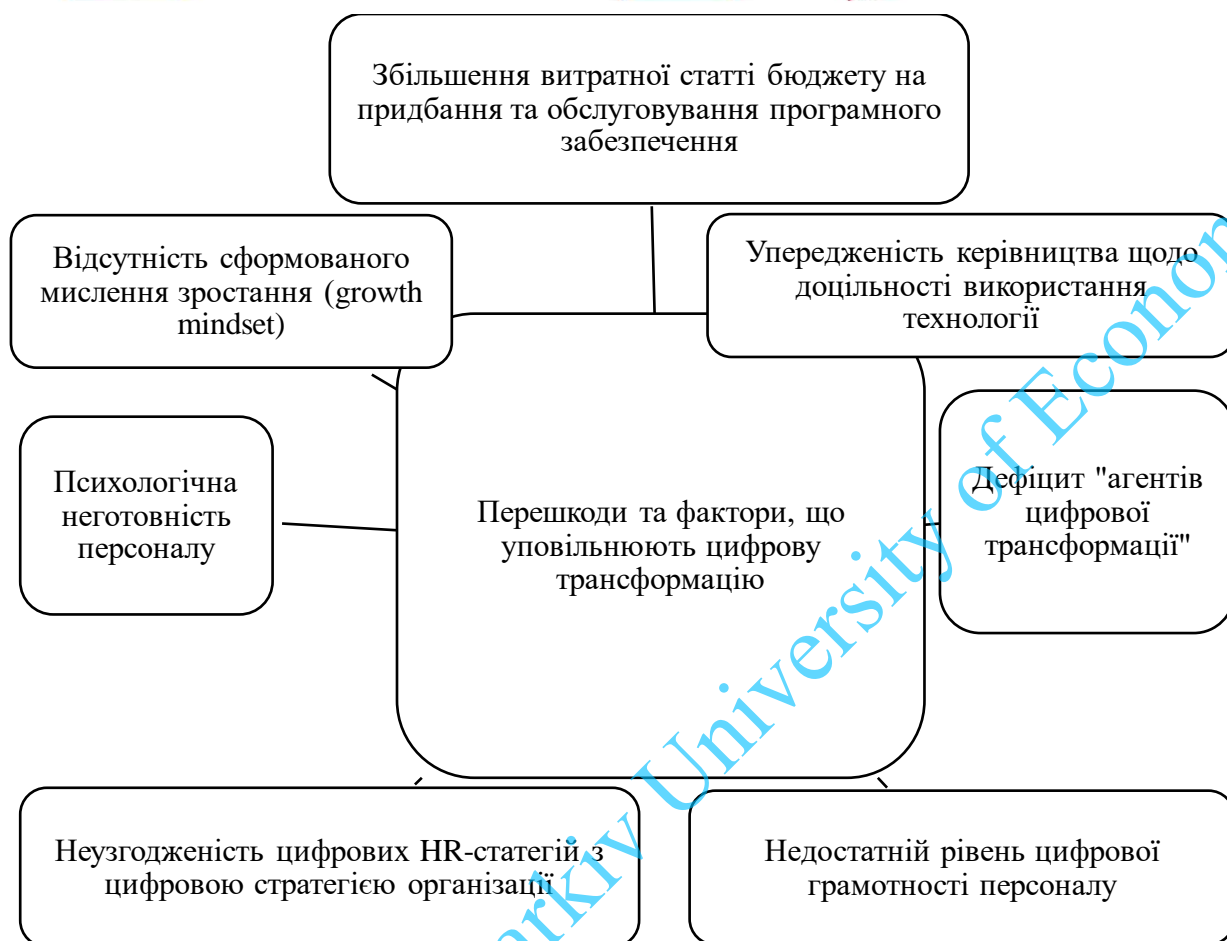 Збільшення витратної статті бюджету на
придбання та обслуговування програмного
забезпечення
Відсутність сформованого
мислення зростання (growth
mindset)
Упередженість керівництва щодо
доцільності використання
технології
Психологічна
неготовність
персоналу
Перешкоди та фактори, що
уповільнюють цифрову
трансформацію
Дефіцит "агентів
цифрової
трансформації"
Неузгодженість цифрових HR-статегій з
цифровою стратегією організації
Недостатній рівень цифрової
грамотності персоналу
University of